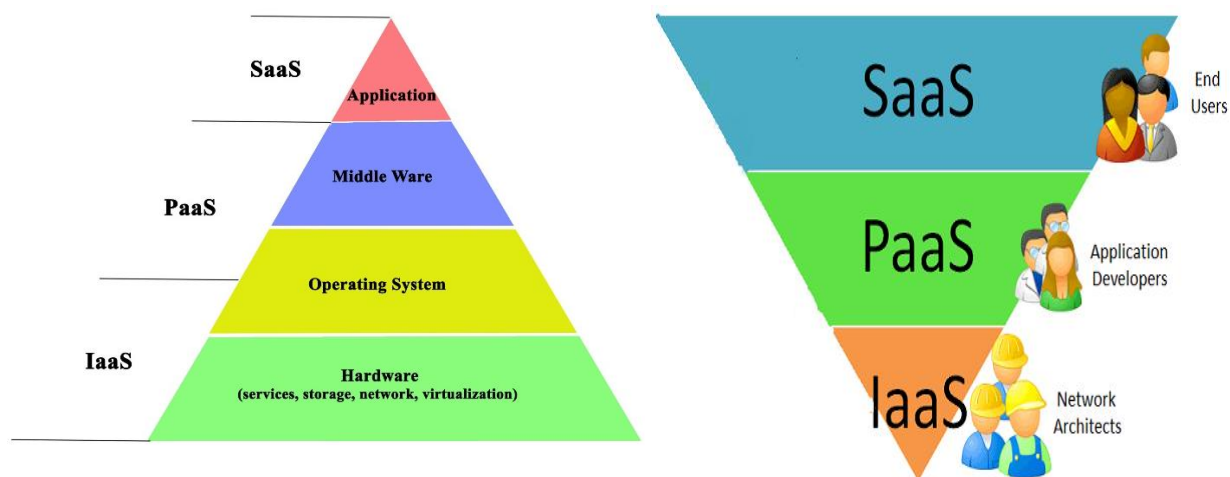 SaaS
Application
PaaS
Middle Ware
Operating System
IaaS
Hardware
(services, storage, network, virtualization)
SaaS
End
Users
PaaS
Application
Developers
IaaS
Network
Architects